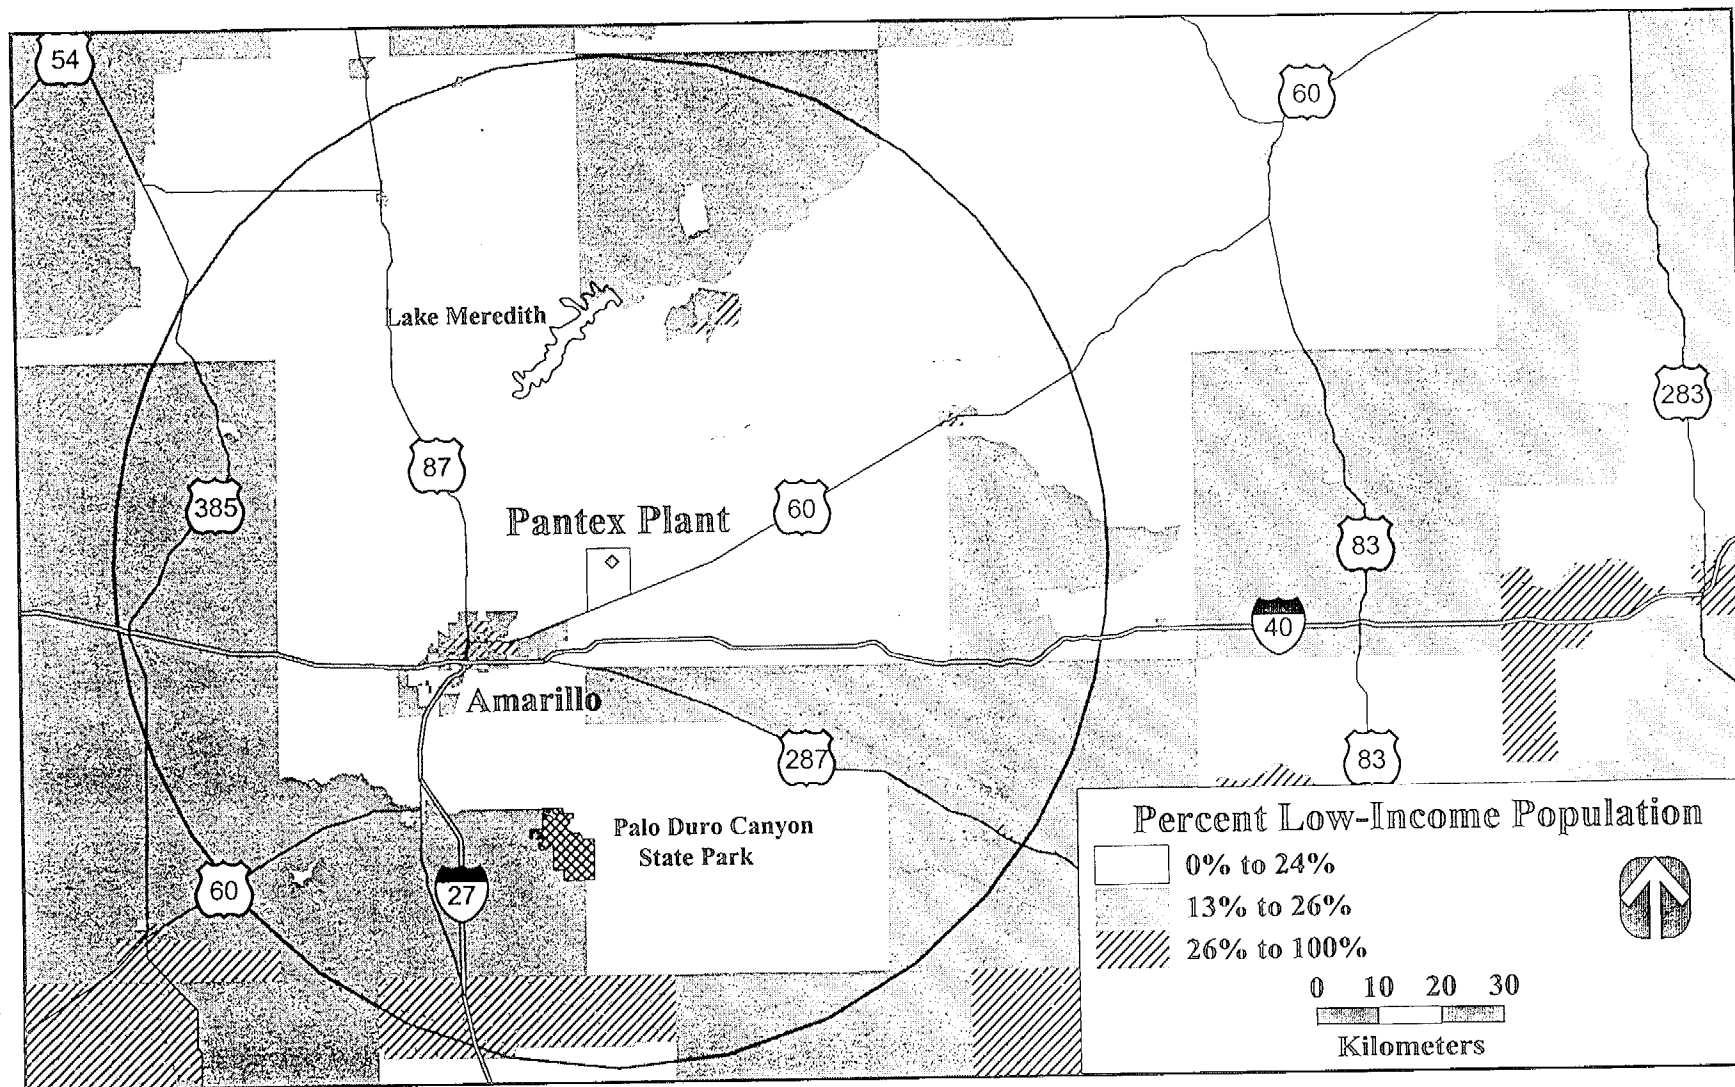 54
60
Lake Meredith
283
87
385
Pantex Plant
60
83
40
Amarillo
287
83
Palo Duro Canyon
State Park
60
27
Percent Low-Income Population
0% to 24%
13% to 26%
26% to 100%
0 10 20 30
Kilometers